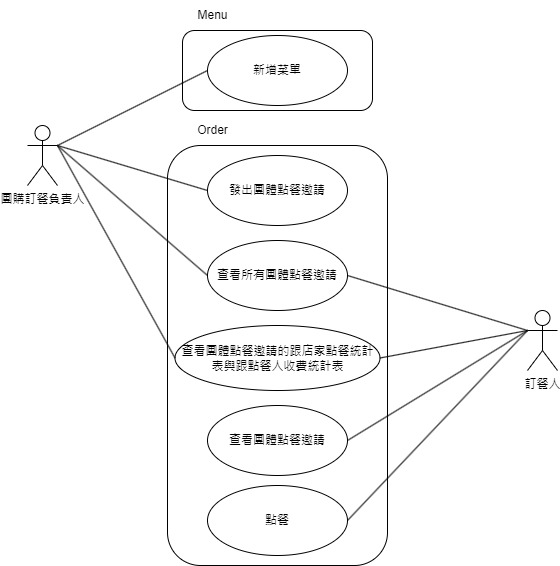 Menu
新增菜單
Order
團購訂餐負責人
發出團體點餐邀請
查看所有團體點餐邀請
查看團體點餐邀請的跟店家點餐統計
表與跟點餐人收費統計表
訂餐人
查看團體點餐邀請
點餐